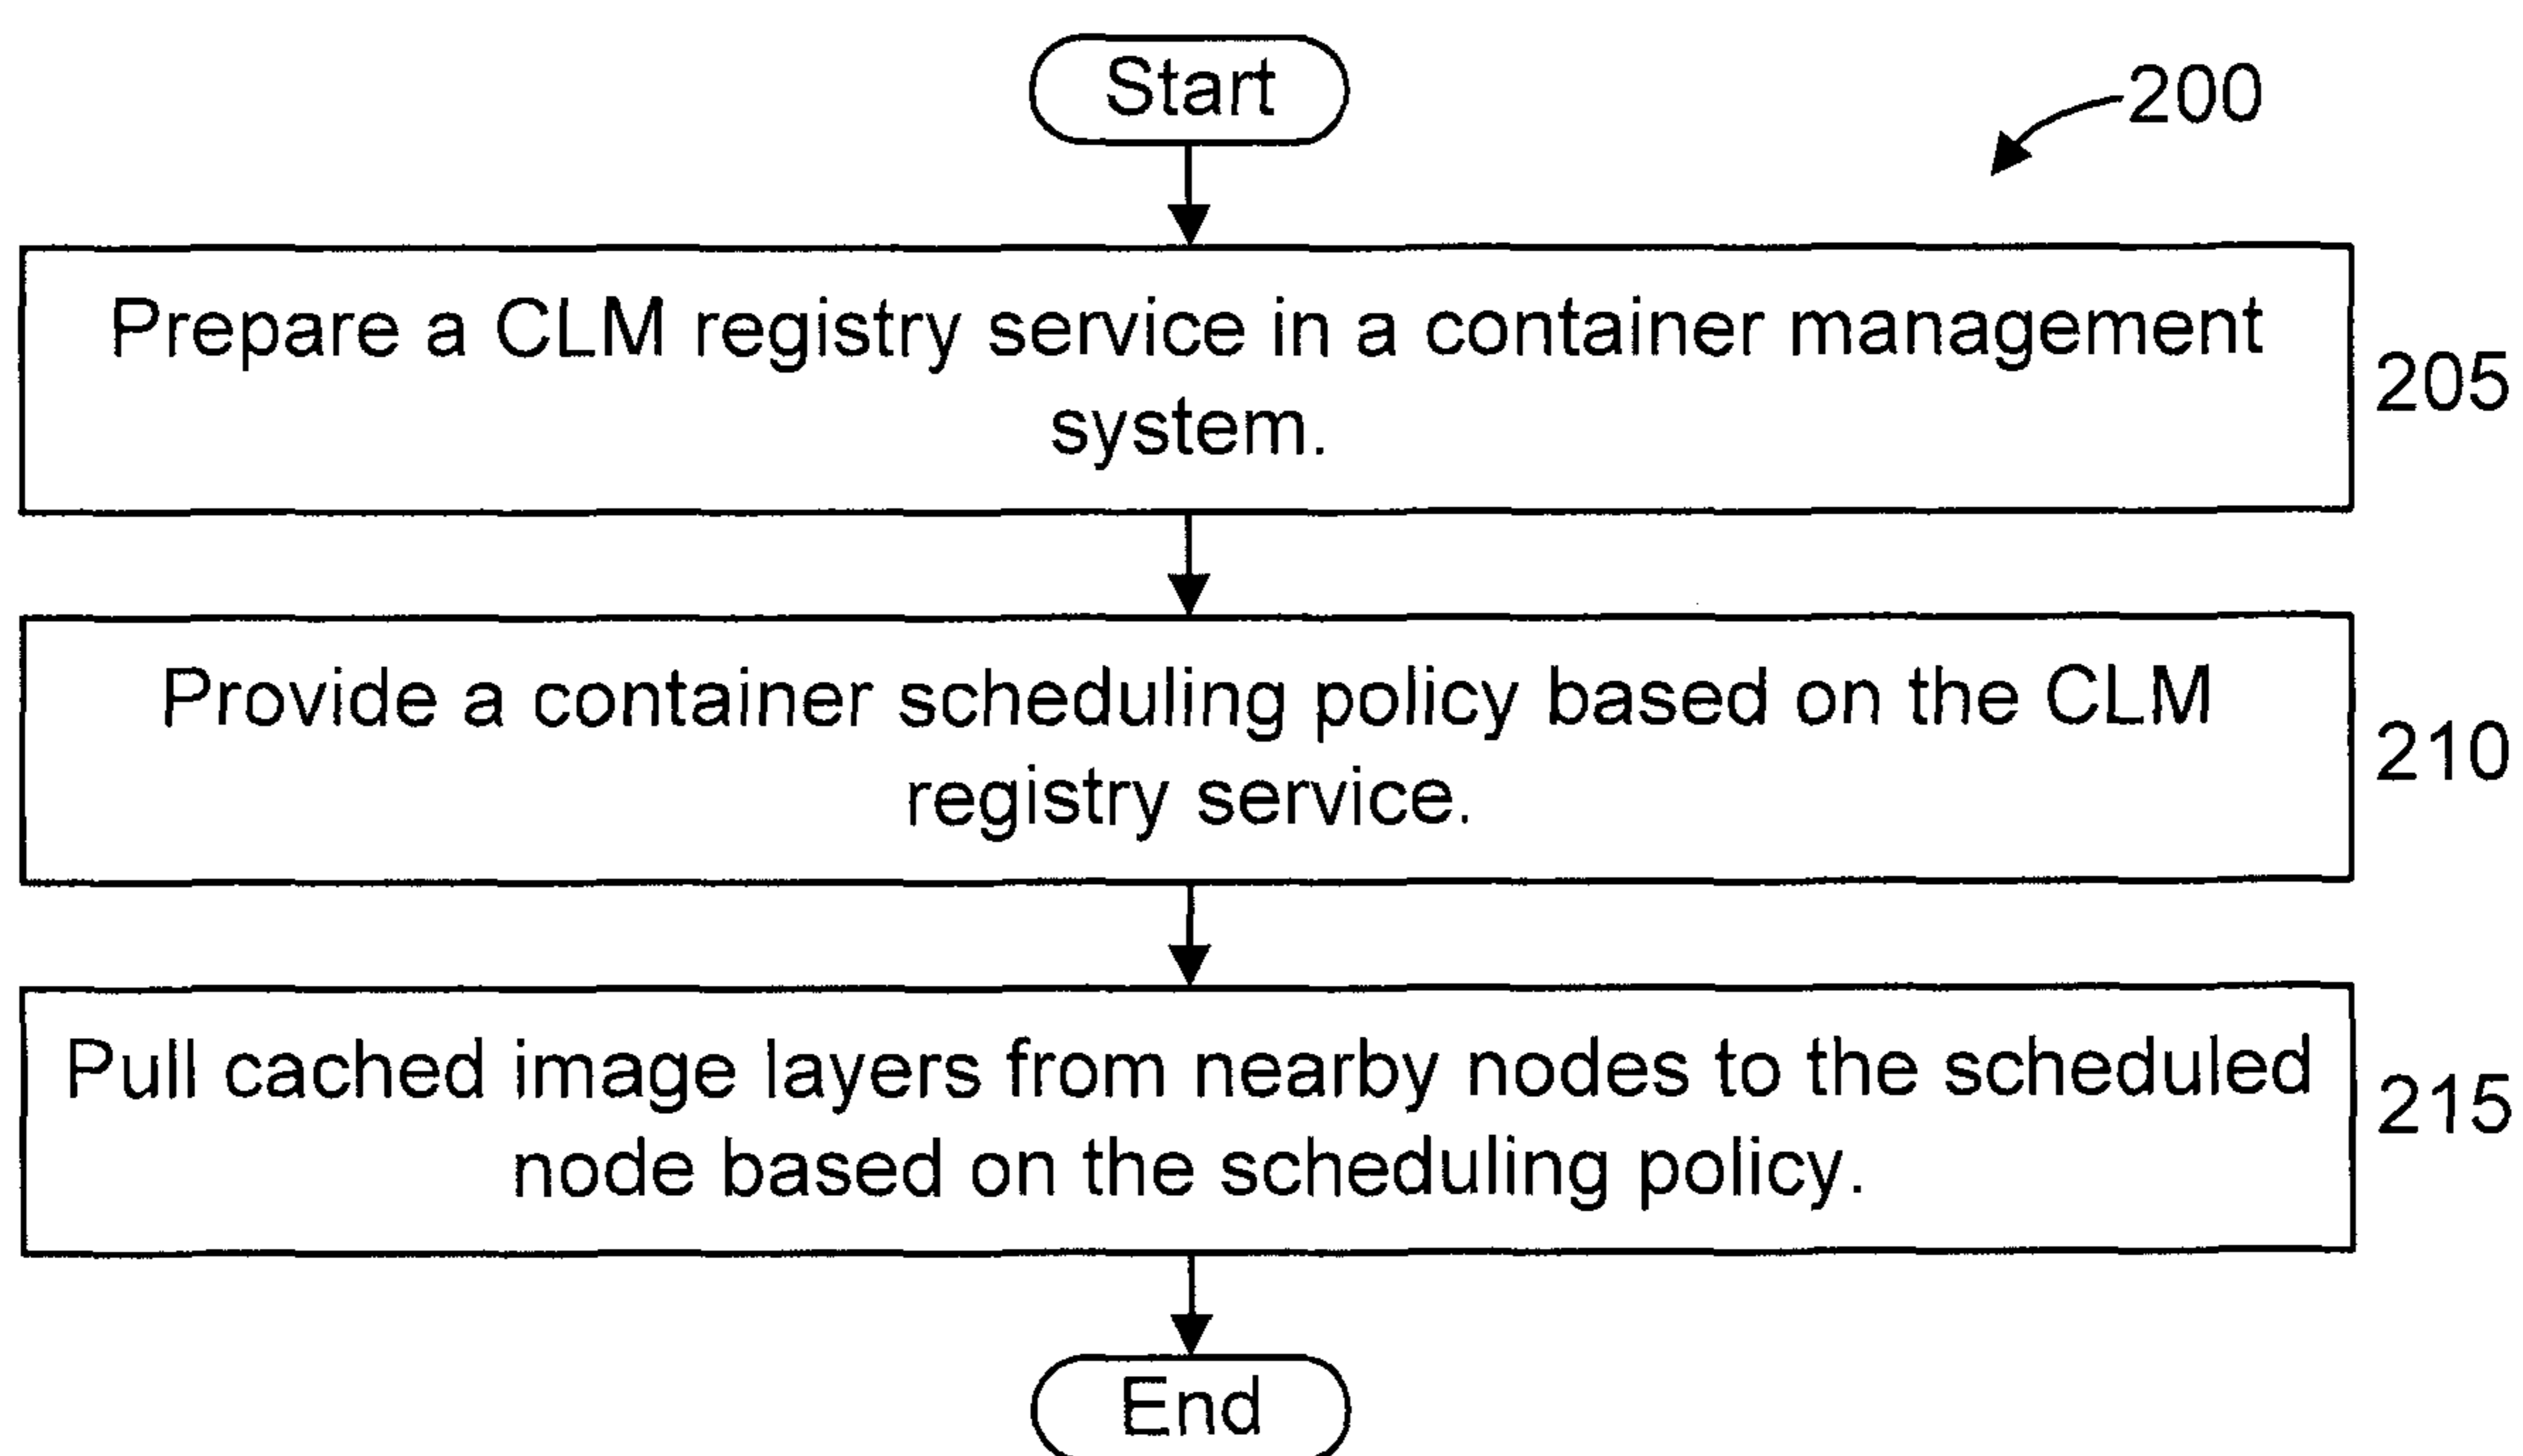 Start
200
Prepare a CLM registry service in a container management
system.
205
Provide a container scheduling policy based on the CLM
registry service.
210
Pull cached image layers from nearby nodes to the scheduled
node based on the scheduling policy.
215
End